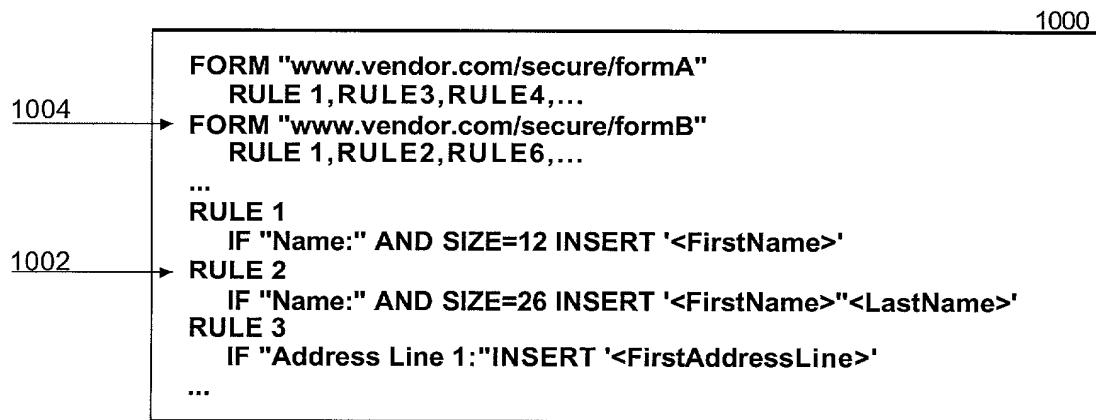 1000
FORM "www.vendor.com/secure/formA"
RULE 1,RULE3,RULE4,...
1004
FORM "www.vendor.com/secure/formB"
RULE 1,RULE2,RULE6,...
...
RULE 1
IF "Name:" AND SIZE=12 INSERT '<FirstName>'
1002
RULE 2
IF "Name:" AND SIZE=26 INSERT '<FirstName>"<LastName>'
RULE 3
IF "Address Line 1:"INSERT '<FirstAddressLine>'
...